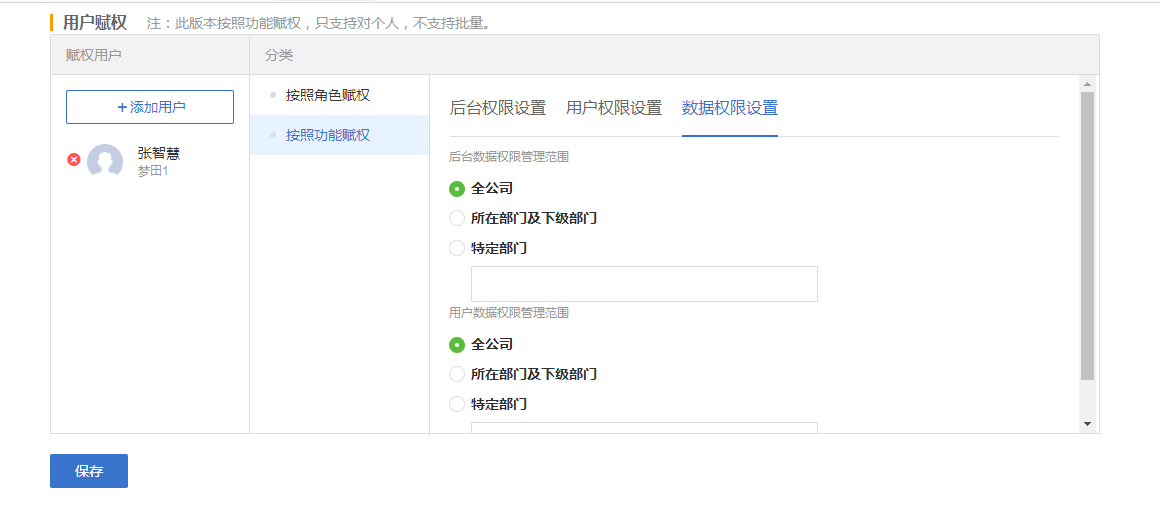 用户赋权 注：此版本按照功能赋权，只支持对个人，不支持批量。
赋权用户 分类
+添加用户
张智慧
梦田1
按照角色赋权
按照功能赋权
后台权限设置 用户权限设置 数据权限设置
后台数据权限管理范围
全公司
所在部门及下级部门
特定部门
用户数据权限管理范围
全公司
所在部门及下级部门
特定部门
保存